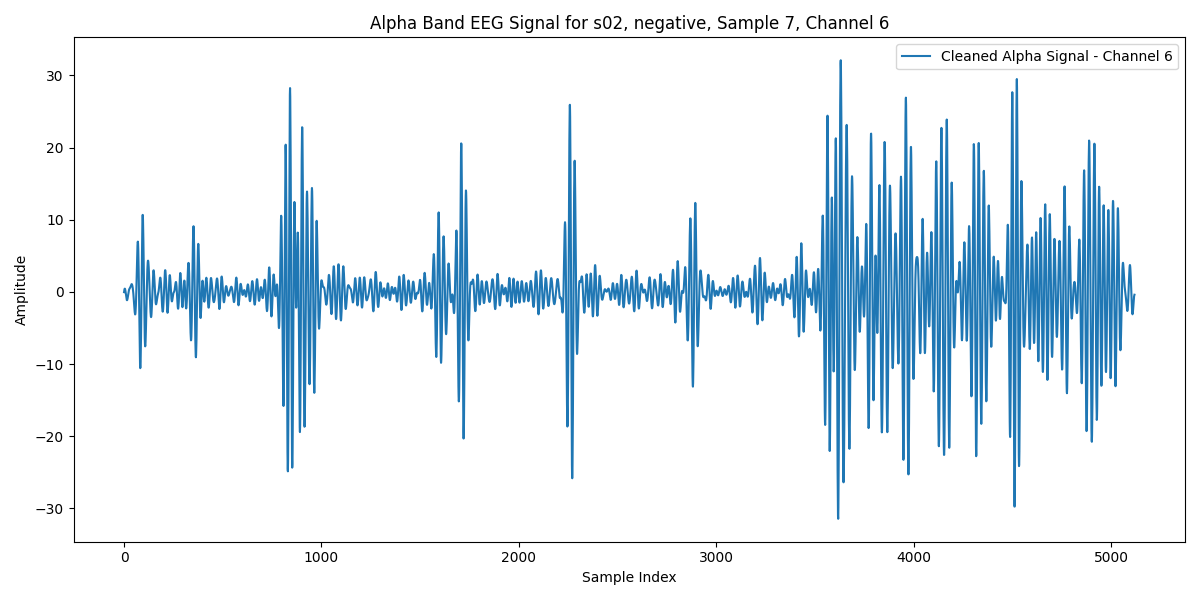 Alpha Band EEG Signal for s02, negative, Sample 7, Channel 6
Cleaned Alpha Signal - Channel 6
30
20
10
0
−10
−20
−30
Amplitude
0 1000 2000 3000 4000 5000
Sample Index